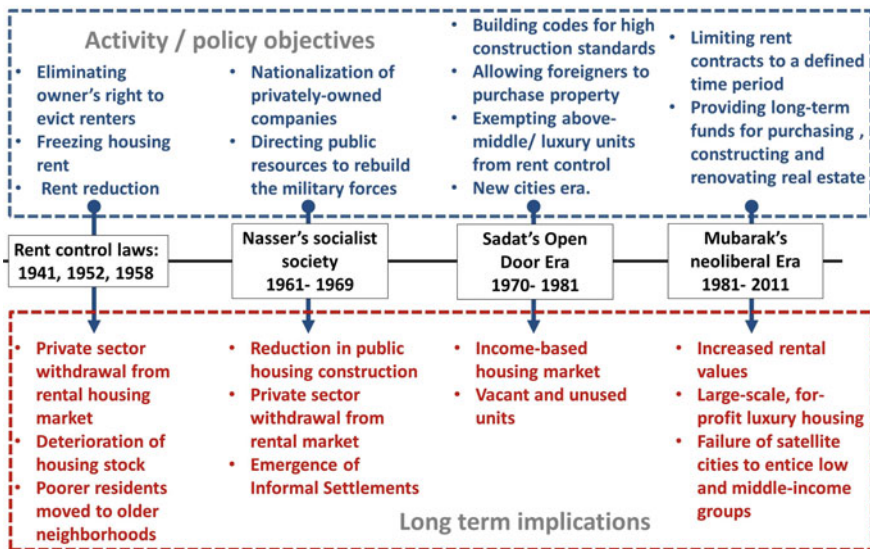 Activity / policy objectives
• Eliminating
owner's right to
evict renters
• Freezing housing
rent
• Rent reduction
• Nationalization of
privately-owned
companies
• Directing public
resources to rebuild
the military forces
• Building codes for high
construction standards
• Allowing foreigners to
purchase property
• Exempting above-
middle/ luxury units
from rent control
• New cities era.
• Limiting rent
contracts to a defined
time period
• Providing long-term
funds for purchasing ,
constructing and
renovating real estate
Rent control laws:
1941, 1952, 1958
Nasser's socialist
society
1961- 1969
Sadat's Open
Door Era
1970- 1981
Mubarak's
neoliberal Era
1981- 2011
• Private sector
withdrawal from
rental housing
market
• Deterioration of
housing stock
• Poorer residents
moved to older
neighborhoods
• Reduction in public
housing construction
• Private sector
withdrawal from
rental market
• Emergence of
Informal Settlements
• Income-based
housing market
• Vacant and unused
units
• Increased rental
values
• Large-scale, for-
profit luxury housing
• Failure of satellite
cities to entice low
and middle-income
groups
Long term implications